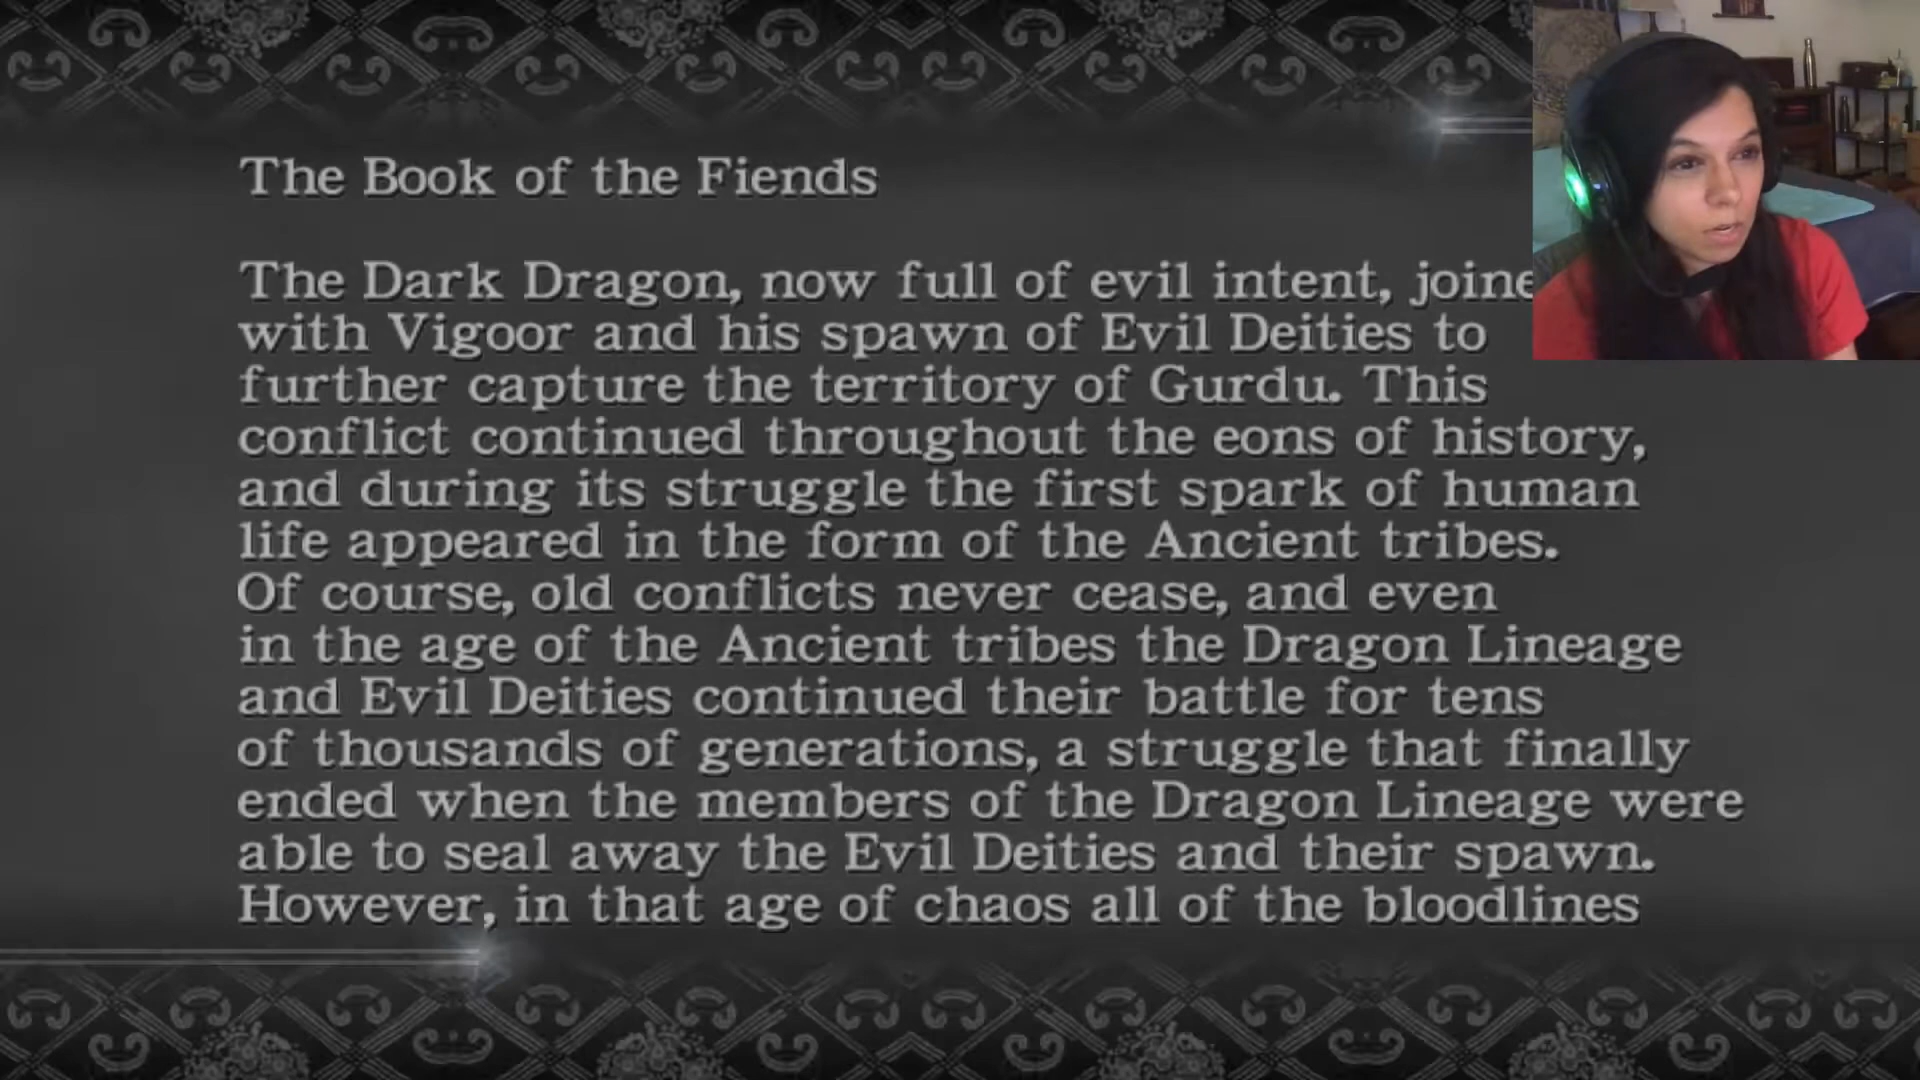 The Book of the Fiends
The Dark Dragon, now full of evil intent,
with Vigoor and his spawn of Evil Deities to
further capture the territory of Gurdu. This
conflict continued throughout the eons of history,
and during its struggle the first spark of human
life appeared in the form of the Ancient tribes.
Of course, old conflicts never cease, and even
in the age of the Ancient tribes the Dragon Lineage
and Evil Deities continued their battle for tens
of thousands of generations, a struggle that finally
ended when the members of the Dragon Lineage were
able to seal away the Evil Deities and their spawn.
However, in that age of chaos all of the bloodlines